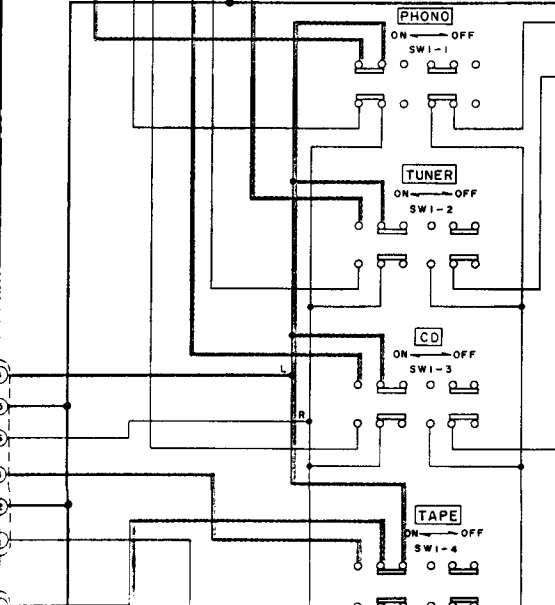 PHONO
ON OFF
SW1-1
TUNER
ON OFF
SW1-2
CD
ON OFF
SW1-3
L
R
TAPE
ON OFF
SW1-4